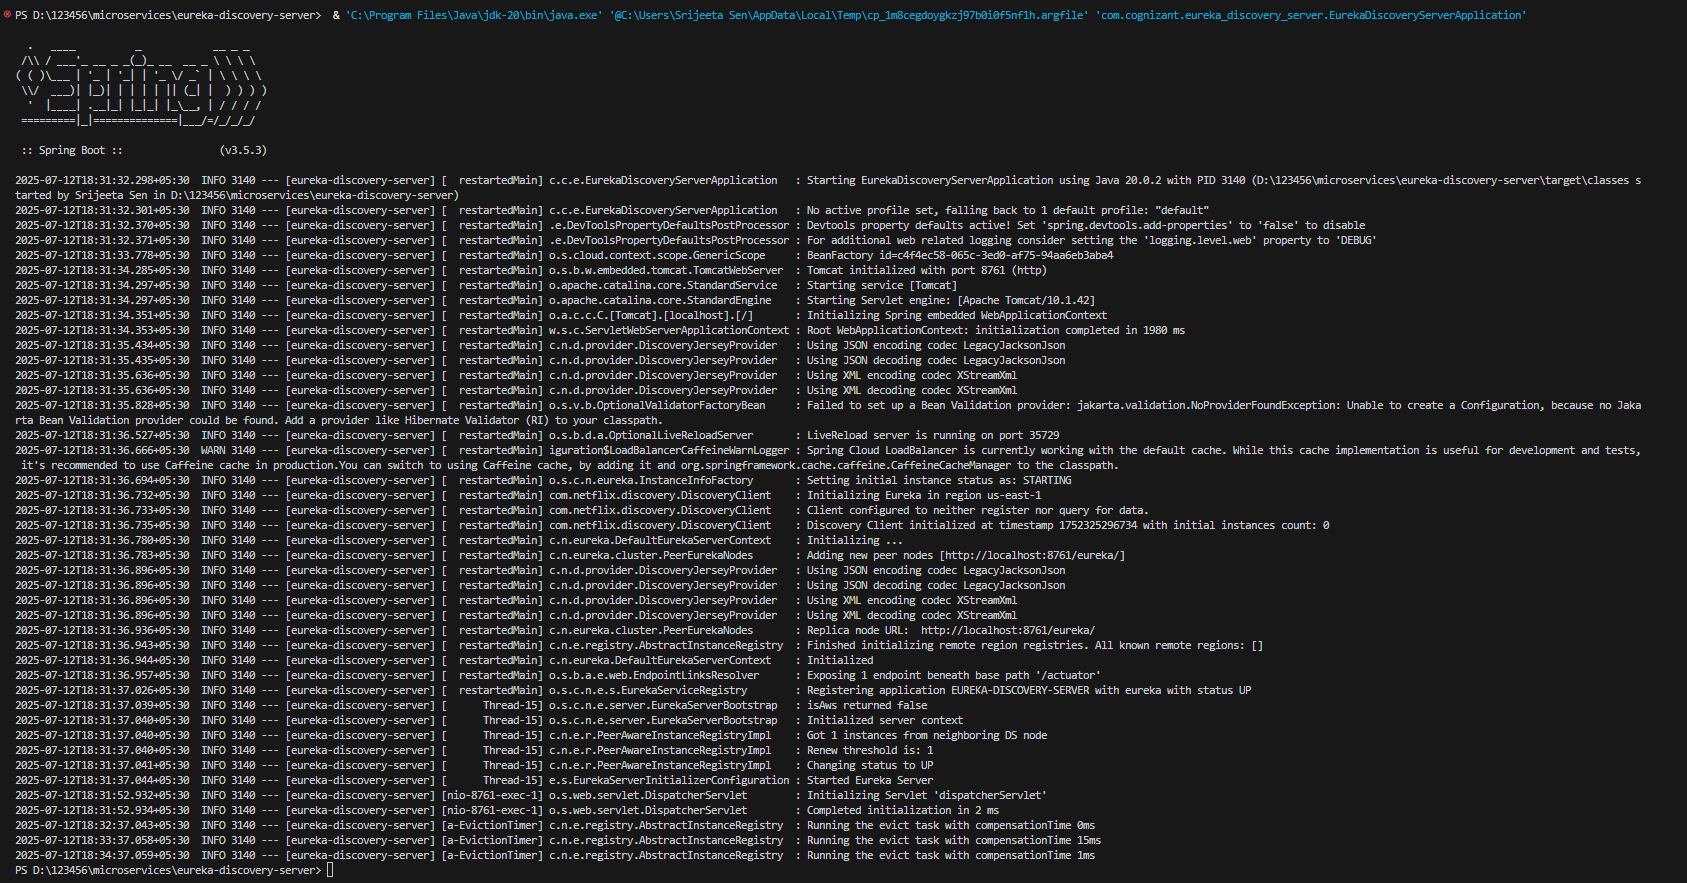 PS D:\123456\microservices\eureka-discovery-server>  & 'C:\Program Files\Java\jdk-20\bin\java.exe' '@C:\Users\Srijeeta Sen\AppData\Local\Temp\cp_1m8cegdoygkzj97b0i0f5nf1h.argfile' 'com.cognizant.eureka_discovery_server.EurekaDiscoveryServerApplication'
  .   ____          _            __ _ _
 /\\ / ___'_ __ _ _(_)_ __  __ _ \ \ \ \
( ( )\___ | '_ | '_| | '_ \/ _` | \ \ \ \
 \\/  ___)| |_)| | | | | || (_| |  ) ) ) )
  '  |____| .__|_| |_|_| |_\__, | / / / /
 =========|_|==============|___/=/_/_/_/
 :: Spring Boot ::                (v3.5.3)
2025-07-12T18:31:32.298+05:30  INFO 3140 --- [eureka-discovery-server] [  restartedMain] c.c.e.EurekaDiscoveryServerApplication   : Starting EurekaDiscoveryServerApplication using Java 20.0.2 with PID 3140 (D:\123456\microservices\eureka-discovery-server\target\classes s
tarted by Srijeeta Sen in D:\123456\microservices\eureka-discovery-server)
2025-07-12T18:31:32.301+05:30  INFO 3140 --- [eureka-discovery-server] [  restartedMain] c.c.e.EurekaDiscoveryServerApplication   : No active profile set, falling back to 1 default profile: "default"
2025-07-12T18:31:32.370+05:30  INFO 3140 --- [eureka-discovery-server] [  restartedMain] .e.DevToolsPropertyDefaultsPostProcessor : Devtools property defaults active! Set 'spring.devtools.add-properties' to 'false' to disable
2025-07-12T18:31:32.371+05:30  INFO 3140 --- [eureka-discovery-server] [  restartedMain] .e.DevToolsPropertyDefaultsPostProcessor : For additional web related logging consider setting the 'logging.level.web' property to 'DEBUG'
2025-07-12T18:31:33.778+05:30  INFO 3140 --- [eureka-discovery-server] [  restartedMain] o.s.cloud.context.scope.GenericScope     : BeanFactory id=c4f4ec58-065c-3ed0-af75-94aa6eb3aba4
2025-07-12T18:31:34.285+05:30  INFO 3140 --- [eureka-discovery-server] [  restartedMain] o.s.b.w.embedded.tomcat.TomcatWebServer  : Tomcat initialized with port 8761 (http)
2025-07-12T18:31:34.297+05:30  INFO 3140 --- [eureka-discovery-server] [  restartedMain] o.apache.catalina.core.StandardService   : Starting service [Tomcat]
2025-07-12T18:31:34.297+05:30  INFO 3140 --- [eureka-discovery-server] [  restartedMain] o.apache.catalina.core.StandardEngine    : Starting Servlet engine: [Apache Tomcat/10.1.42]
2025-07-12T18:31:34.351+05:30  INFO 3140 --- [eureka-discovery-server] [  restartedMain] o.a.c.c.C.[Tomcat].[localhost].[/]       : Initializing Spring embedded WebApplicationContext
2025-07-12T18:31:34.353+05:30  INFO 3140 --- [eureka-discovery-server] [  restartedMain] w.s.c.ServletWebServerApplicationContext : Root WebApplicationContext: initialization completed in 1980 ms
2025-07-12T18:31:35.434+05:30  INFO 3140 --- [eureka-discovery-server] [  restartedMain] c.n.d.provider.DiscoveryJerseyProvider   : Using JSON encoding codec LegacyJacksonJson
2025-07-12T18:31:35.435+05:30  INFO 3140 --- [eureka-discovery-server] [  restartedMain] c.n.d.provider.DiscoveryJerseyProvider   : Using JSON decoding codec LegacyJacksonJson
2025-07-12T18:31:35.636+05:30  INFO 3140 --- [eureka-discovery-server] [  restartedMain] c.n.d.provider.DiscoveryJerseyProvider   : Using XML encoding codec XStreamXml
2025-07-12T18:31:35.636+05:30  INFO 3140 --- [eureka-discovery-server] [  restartedMain] c.n.d.provider.DiscoveryJerseyProvider   : Using XML decoding codec XStreamXml
2025-07-12T18:31:35.828+05:30  INFO 3140 --- [eureka-discovery-server] [  restartedMain] o.s.v.b.OptionalValidatorFactoryBean     : Failed to set up a Bean Validation provider: jakarta.validation.NoProviderFoundException: Unable to create a Configuration, because no Jaka
rta Bean Validation provider could be found. Add a provider like Hibernate Validator (RI) to your classpath.
2025-07-12T18:31:36.527+05:30  INFO 3140 --- [eureka-discovery-server] [  restartedMain] o.s.b.d.a.OptionalLiveReloadServer       : LiveReload server is running on port 35729
2025-07-12T18:31:36.666+05:30  WARN 3140 --- [eureka-discovery-server] [  restartedMain] iguration$LoadBalancerCaffeineWarnLogger : Spring Cloud LoadBalancer is currently working with the default cache. While this cache implementation is useful for development and tests,
 it's recommended to use Caffeine cache in production.You can switch to using Caffeine cache, by adding it and org.springframework.cache.caffeine.CaffeineCacheManager to the classpath.
2025-07-12T18:31:36.694+05:30  INFO 3140 --- [eureka-discovery-server] [  restartedMain] o.s.c.n.eureka.InstanceInfoFactory       : Setting initial instance status as: STARTING
2025-07-12T18:31:36.732+05:30  INFO 3140 --- [eureka-discovery-server] [  restartedMain] com.netflix.discovery.DiscoveryClient    : Initializing Eureka in region us-east-1
2025-07-12T18:31:36.733+05:30  INFO 3140 --- [eureka-discovery-server] [  restartedMain] com.netflix.discovery.DiscoveryClient    : Client configured to neither register nor query for data.
2025-07-12T18:31:36.735+05:30  INFO 3140 --- [eureka-discovery-server] [  restartedMain] com.netflix.discovery.DiscoveryClient    : Discovery Client initialized at timestamp 1752325296734 with initial instances count: 0
2025-07-12T18:31:36.780+05:30  INFO 3140 --- [eureka-discovery-server] [  restartedMain] c.n.eureka.DefaultEurekaServerContext    : Initializing ...
2025-07-12T18:31:36.783+05:30  INFO 3140 --- [eureka-discovery-server] [  restartedMain] c.n.eureka.cluster.PeerEurekaNodes       : Adding new peer nodes [http://localhost:8761/eureka/]
2025-07-12T18:31:36.896+05:30  INFO 3140 --- [eureka-discovery-server] [  restartedMain] c.n.d.provider.DiscoveryJerseyProvider   : Using JSON encoding codec LegacyJacksonJson
2025-07-12T18:31:36.896+05:30  INFO 3140 --- [eureka-discovery-server] [  restartedMain] c.n.d.provider.DiscoveryJerseyProvider   : Using JSON decoding codec LegacyJacksonJson
2025-07-12T18:31:36.896+05:30  INFO 3140 --- [eureka-discovery-server] [  restartedMain] c.n.d.provider.DiscoveryJerseyProvider   : Using XML encoding codec XStreamXml
2025-07-12T18:31:36.896+05:30  INFO 3140 --- [eureka-discovery-server] [  restartedMain] c.n.d.provider.DiscoveryJerseyProvider   : Using XML decoding codec XStreamXml
2025-07-12T18:31:36.936+05:30  INFO 3140 --- [eureka-discovery-server] [  restartedMain] c.n.eureka.cluster.PeerEurekaNodes       : Replica node URL:  http://localhost:8761/eureka/
2025-07-12T18:31:36.943+05:30  INFO 3140 --- [eureka-discovery-server] [  restartedMain] c.n.e.registry.AbstractInstanceRegistry  : Finished initializing remote region registries. All known remote regions: []
2025-07-12T18:31:36.944+05:30  INFO 3140 --- [eureka-discovery-server] [  restartedMain] c.n.eureka.DefaultEurekaServerContext    : Initialized
2025-07-12T18:31:36.957+05:30  INFO 3140 --- [eureka-discovery-server] [  restartedMain] o.s.b.a.e.web.EndpointLinksResolver      : Exposing 1 endpoint beneath base path '/actuator'
2025-07-12T18:31:37.026+05:30  INFO 3140 --- [eureka-discovery-server] [  restartedMain] o.s.c.n.e.s.EurekaServiceRegistry        : Registering application EUREKA-DISCOVERY-SERVER with eureka with status UP
2025-07-12T18:31:37.039+05:30  INFO 3140 --- [eureka-discovery-server] [      Thread-15] o.s.c.n.e.server.EurekaServerBootstrap   : isAws returned false
2025-07-12T18:31:37.040+05:30  INFO 3140 --- [eureka-discovery-server] [      Thread-15] o.s.c.n.e.server.EurekaServerBootstrap   : Initialized server context
2025-07-12T18:31:37.040+05:30  INFO 3140 --- [eureka-discovery-server] [      Thread-15] c.n.e.r.PeerAwareInstanceRegistryImpl    : Got 1 instances from neighboring DS node
2025-07-12T18:31:37.040+05:30  INFO 3140 --- [eureka-discovery-server] [      Thread-15] c.n.e.r.PeerAwareInstanceRegistryImpl    : Renew threshold is: 1
2025-07-12T18:31:37.041+05:30  INFO 3140 --- [eureka-discovery-server] [      Thread-15] c.n.e.r.PeerAwareInstanceRegistryImpl    : Changing status to UP
2025-07-12T18:31:37.044+05:30  INFO 3140 --- [eureka-discovery-server] [      Thread-15] e.s.EurekaServerInitializerConfiguration : Started Eureka Server
2025-07-12T18:31:52.932+05:30  INFO 3140 --- [eureka-discovery-server] [nio-8761-exec-1] o.s.web.servlet.DispatcherServlet        : Initializing Servlet 'dispatcherServlet'
2025-07-12T18:31:52.934+05:30  INFO 3140 --- [eureka-discovery-server] [nio-8761-exec-1] o.s.web.servlet.DispatcherServlet        : Completed initialization in 2 ms
2025-07-12T18:32:37.043+05:30  INFO 3140 --- [eureka-discovery-server] [a-EvictionTimer] c.n.e.registry.AbstractInstanceRegistry  : Running the evict task with compensationTime 0ms
2025-07-12T18:33:37.058+05:30  INFO 3140 --- [eureka-discovery-server] [a-EvictionTimer] c.n.e.registry.AbstractInstanceRegistry  : Running the evict task with compensationTime 15ms
2025-07-12T18:34:37.059+05:30  INFO 3140 --- [eureka-discovery-server] [a-EvictionTimer] c.n.e.registry.AbstractInstanceRegistry  : Running the evict task with compensationTime 1ms
PS D:\123456\microservices\eureka-discovery-server>